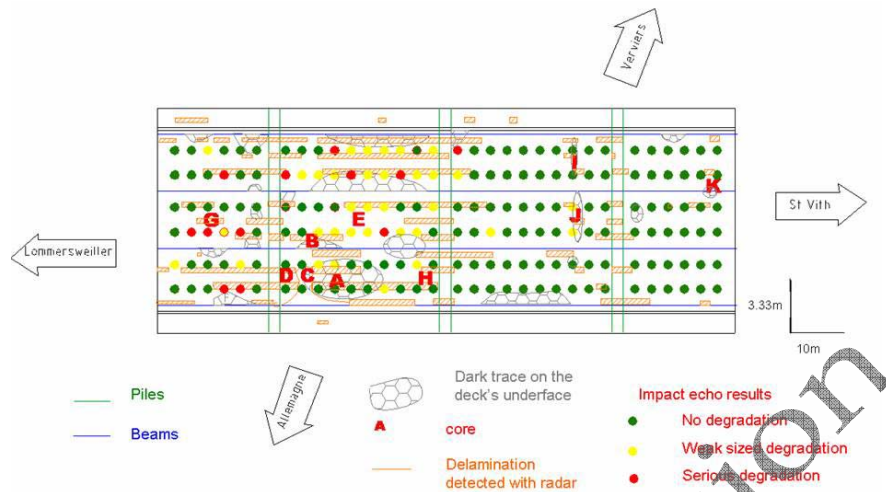 Verviers
I
K
G
E
J
St Vith
B
Lommersweiller
D
C
A
H
3.33m
10m
Allemagne
Piles
Beams
Dark trace on the
deck's underface
A
core
Delamination
detected with radar
Impact echo results
No degradation
Weak sized degradation
Serious degradation